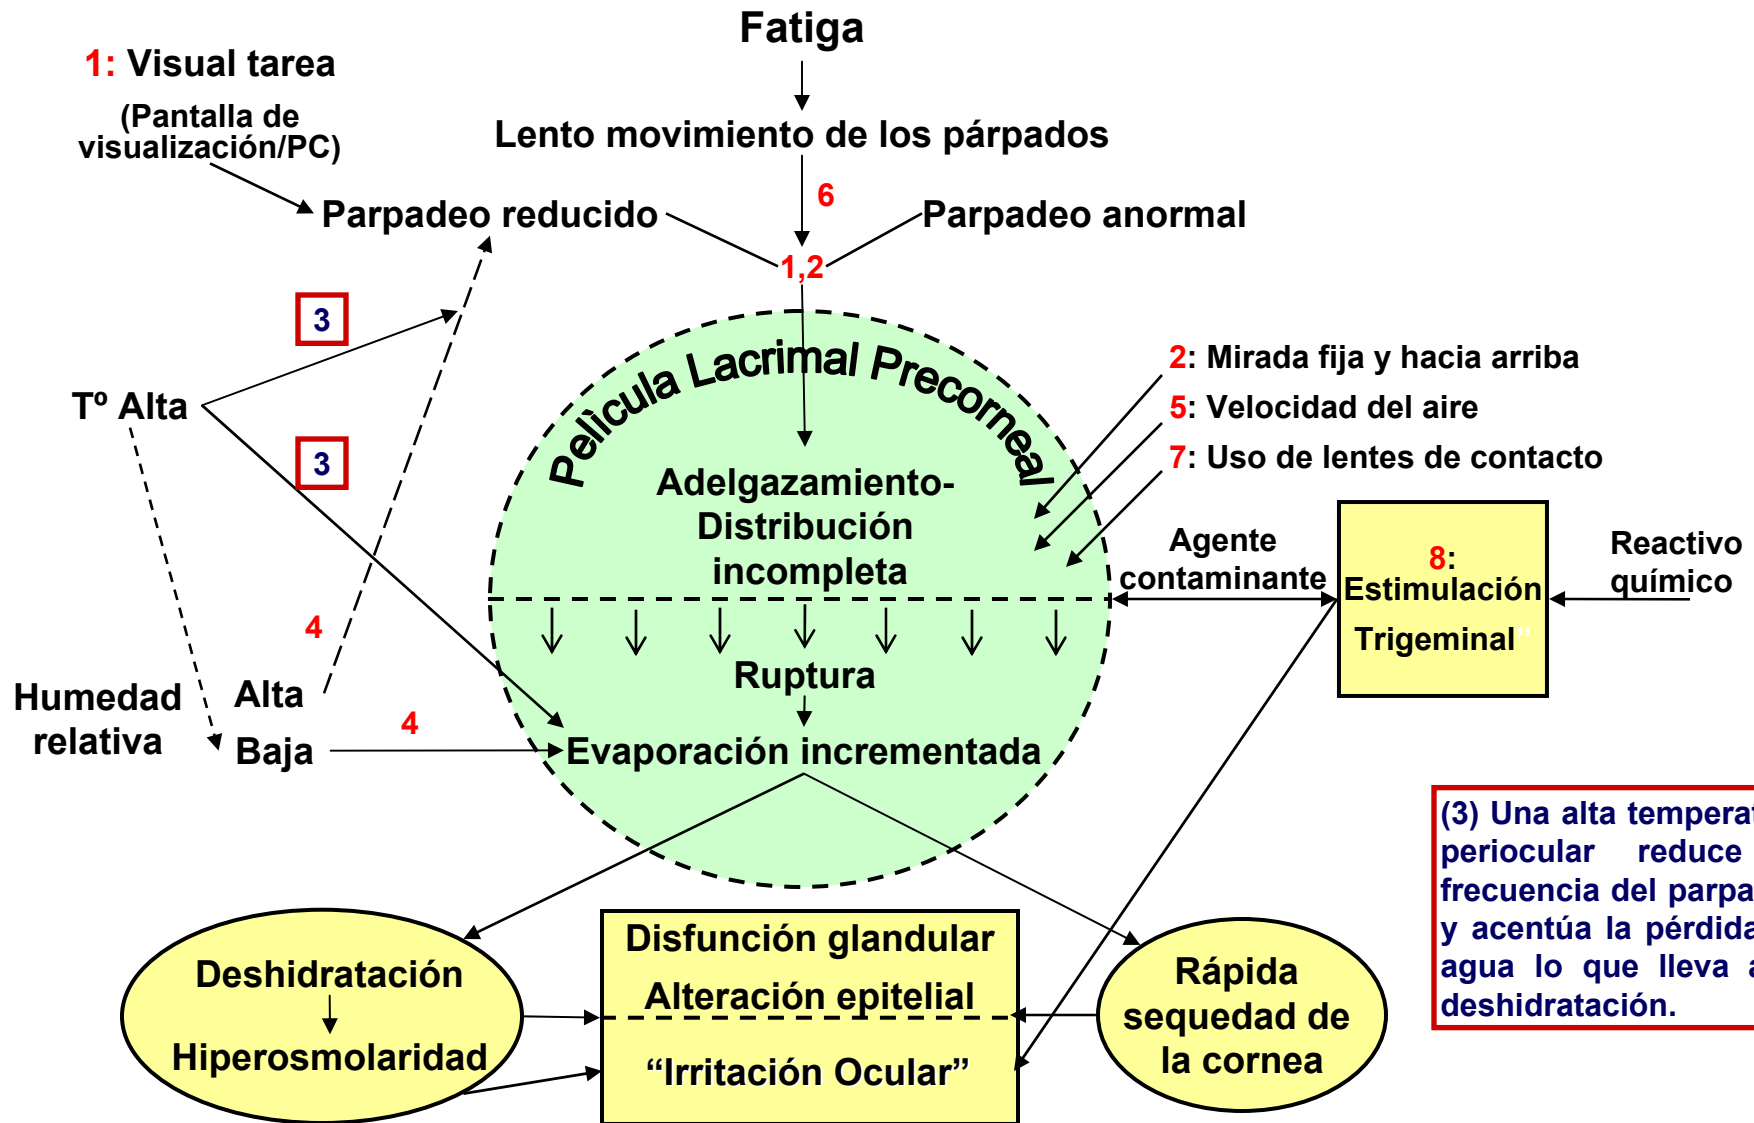 Fatiga
1: Visual tarea
(Pantalla de
visualización/PC)
Lento movimiento de los párpados
6
Parpadeo reducido
Parpadeo anormal
1,2
3
Tº Alta
3
Pelìcula Lacrimal Precorneal
2: Mirada fija y hacia arriba
5: Velocidad del aire
7: Uso de lentes de contacto
Adelgazamiento-
Distribución
incompleta
Agente
contaminante
8:
Estimulación
Trigeminal”
Reactivo
químico
4
Humedad
relativa
Alta
Baja
4
Ruptura
Evaporación incrementada
(3) Una alta
periocular reduce
frecuencia del
y acentúa la pérdida
agua lo que lleva a
deshidratación.
Deshidratación
Hiperosmolaridad
Disfunción glandular
Alteración epitelial
“Irritación Ocular”
Rápida
sequedad de
la cornea